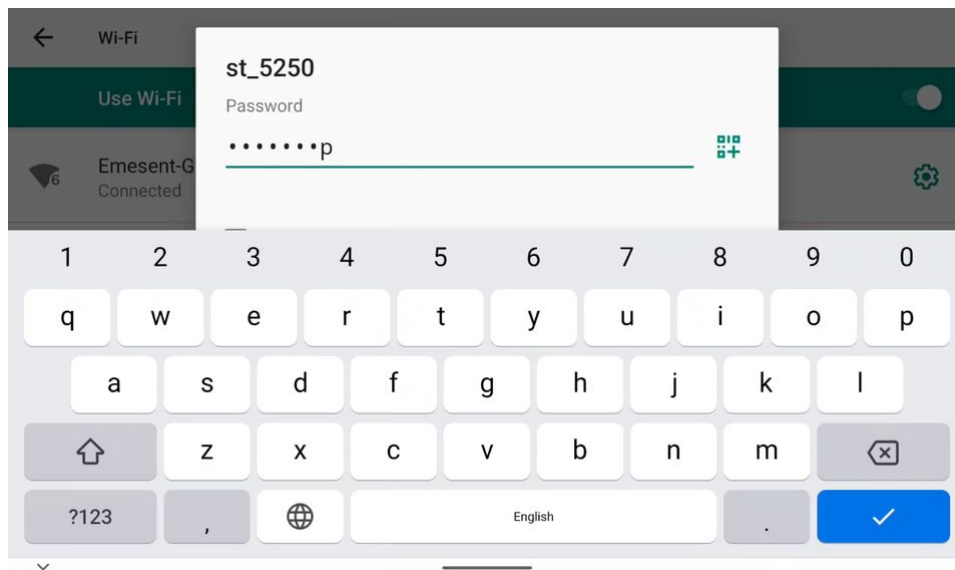 Wi-Fi
st_5250
Use Wi-Fi
Password
•••••••p
Emesent-G
Connected
6
1 2 3 4 5 6 7 8 9 0
q w e r t y u i o p
a s d f g h j k l
z x c v b n m
?123 , English .